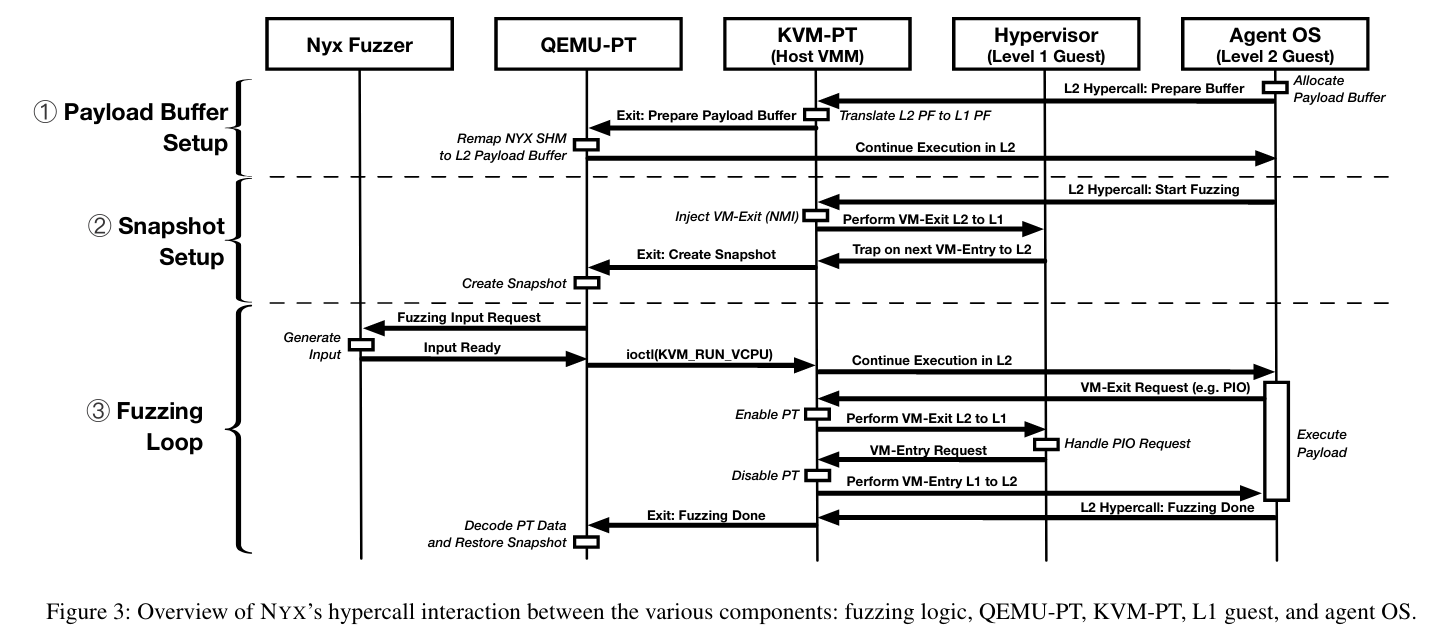 Nyx Fuzzer
QEMU-PT
KVM-PT
(Host VMM)
Hypervisor
(Level 1 Guest)
Agent OS
(Level 2 Guest)
① Payload Buffer
Setup
Allocate
Payload Buffer
L2 Hypercall: Prepare Buffer
Translate L2 PF to L1 PF
Exit: Prepare Payload Buffer
Remap NYX SHM
to L2 Payload Buffer
Continue Execution in L2
② Snapshot
Setup
L2 Hypercall: Start Fuzzing
Inject VM-Exit (NMI)
Perform VM-Exit L2 to L1
Trap on next VM-Entry to L2
Exit: Create Snapshot
Create Snapshot
③ Fuzzing
Loop
Fuzzing Input Request
Generate
Input
Input Ready
ioctl(KVM_RUN_VCPU)
Continue Execution in L2
VM-Exit Request (e.g. PIO)
Enable PT
Perform VM-Exit L2 to L1
Handle PIO Request
Execute
Payload
VM-Entry Request
Disable PT
Perform VM-Entry L1 to L2
L2 Hypercall: Fuzzing Done
Exit: Fuzzing Done
Decode PT Data
and Restore Snapshot
Figure 3: Overview of NYX's hypercall interaction between the various components: fuzzing logic, QEMU-PT, KVM-PT, L1 guest, and agent OS.